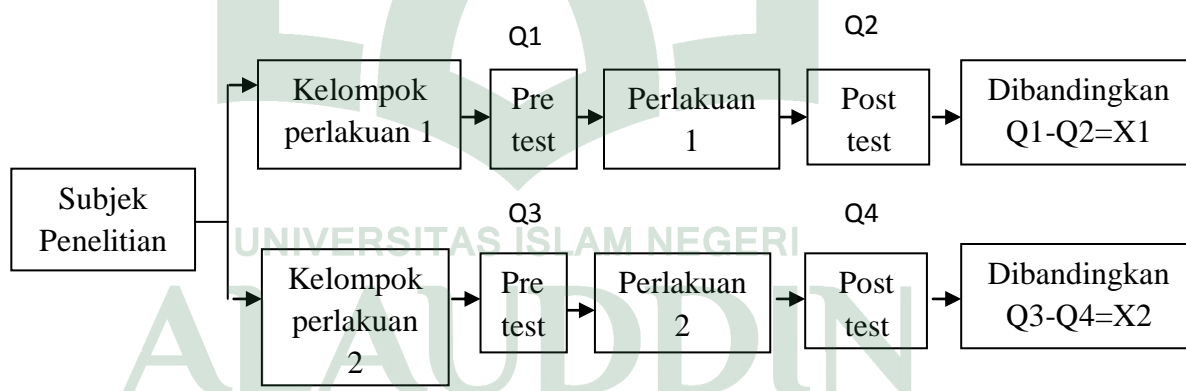 Q1
Q2
Kelompok
perlakuan 1
Pre
test
Perlakuan
1
Post
test
Dibandingkan
Q1-Q2=X1
Subjek
Penelitian
Q3
Q4
UNIVERSITAS ISLAM NEGERI
Kelompok
perlakuan
2
Pre
test
Perlakuan
2
Post
test
Dibandingkan
Q3-Q4=X2
ALAUDDIN